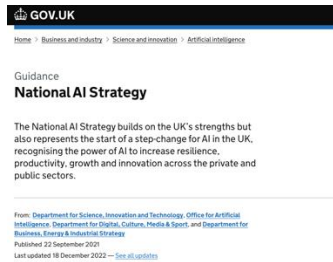 GOV.UK
Home > Business and industry > Science and innovation > Artificial intelligence
Guidance
National AI Strategy
The National AI Strategy builds on the UK's strengths but
also represents the start of a step-change for AI in the UK,
recognising the power of AI to increase resilience,
productivity, growth and innovation across the private and
public sectors.
From: Department for Science, Innovation and Technology, Office for Artificial
Intelligence, Department for Digital, Culture, Media & Sport, and Department for
Business, Energy & Industrial Strategy
Published 22 September 2021
Last updated 18 December 2022 — See all updates